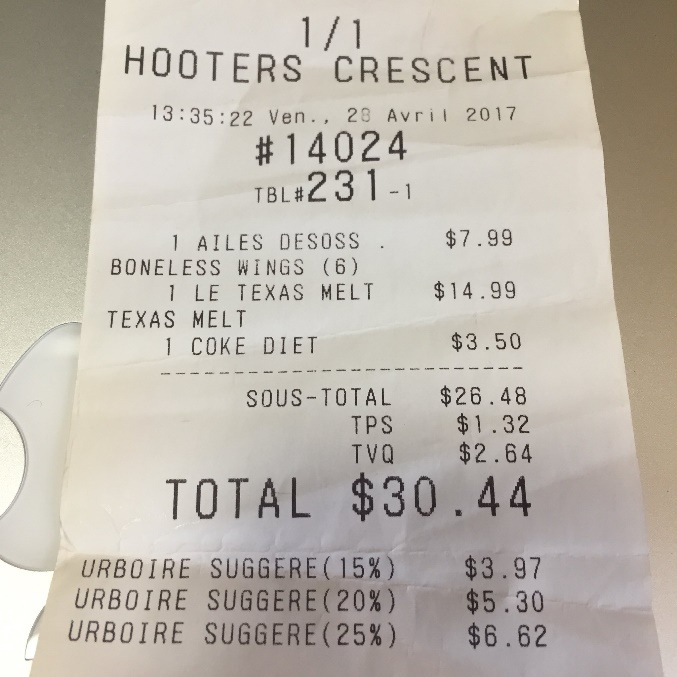 1/1
HOOTERS CRESCENT
13:35:22 Ven., 28 Avril 2017
#14024
TBL#231-1
1 AILES DESOSS . $7.99
BONELESS WINGS (6)
1 LE TEXAS MELT $14.99
TEXAS MELT
1 COKE DIET $3.50
SOUS-TOTAL $26.48
TPS $1.32
TVQ $2.64
TOTAL $30.44
URBOIRE SUGGERE(15%) $3.97
URBOIRE SUGGERE(20%) $5.30
URBOIRE SUGGERE(25%) $6.62